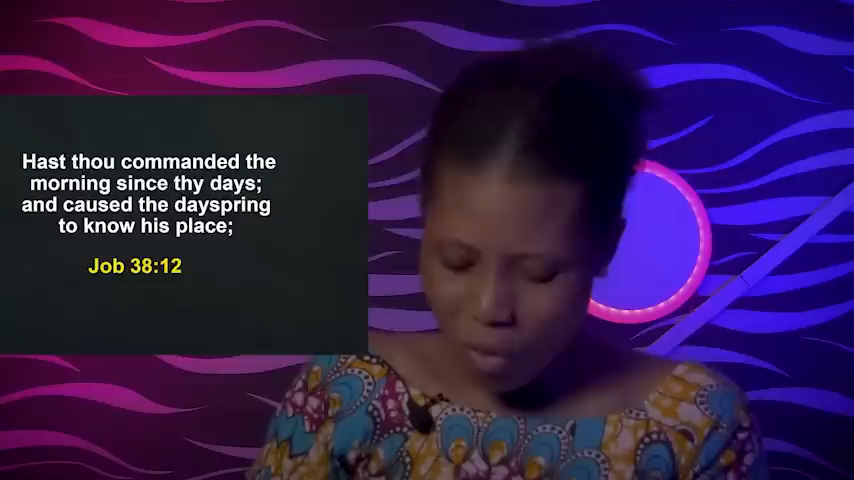 Hast thou commanded the
morning since thy days;
and caused the dayspring
to know his place;
Job 38:12